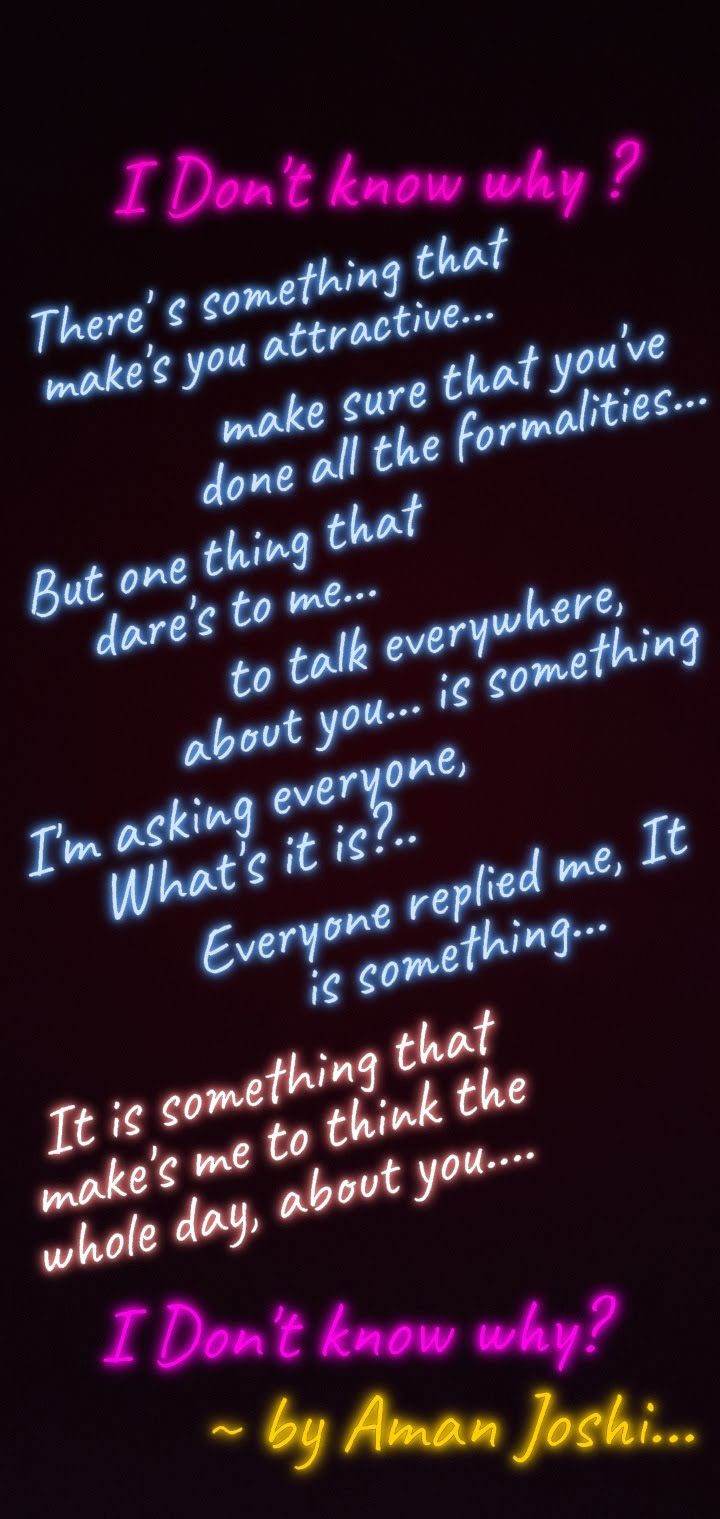 I Don't know why ?
There' s something that
make's you attractive...
make sure that you've
done all the formalities...
But one thing that
dare's to me...
to talk everywhere,
about you... is something
I'm asking everyone,
What's it is?..
Everyone replied me, It
is something...
It is something that
make's me to think the
whole day, about you....
I Don't know why?
~ by Aman Joshi...